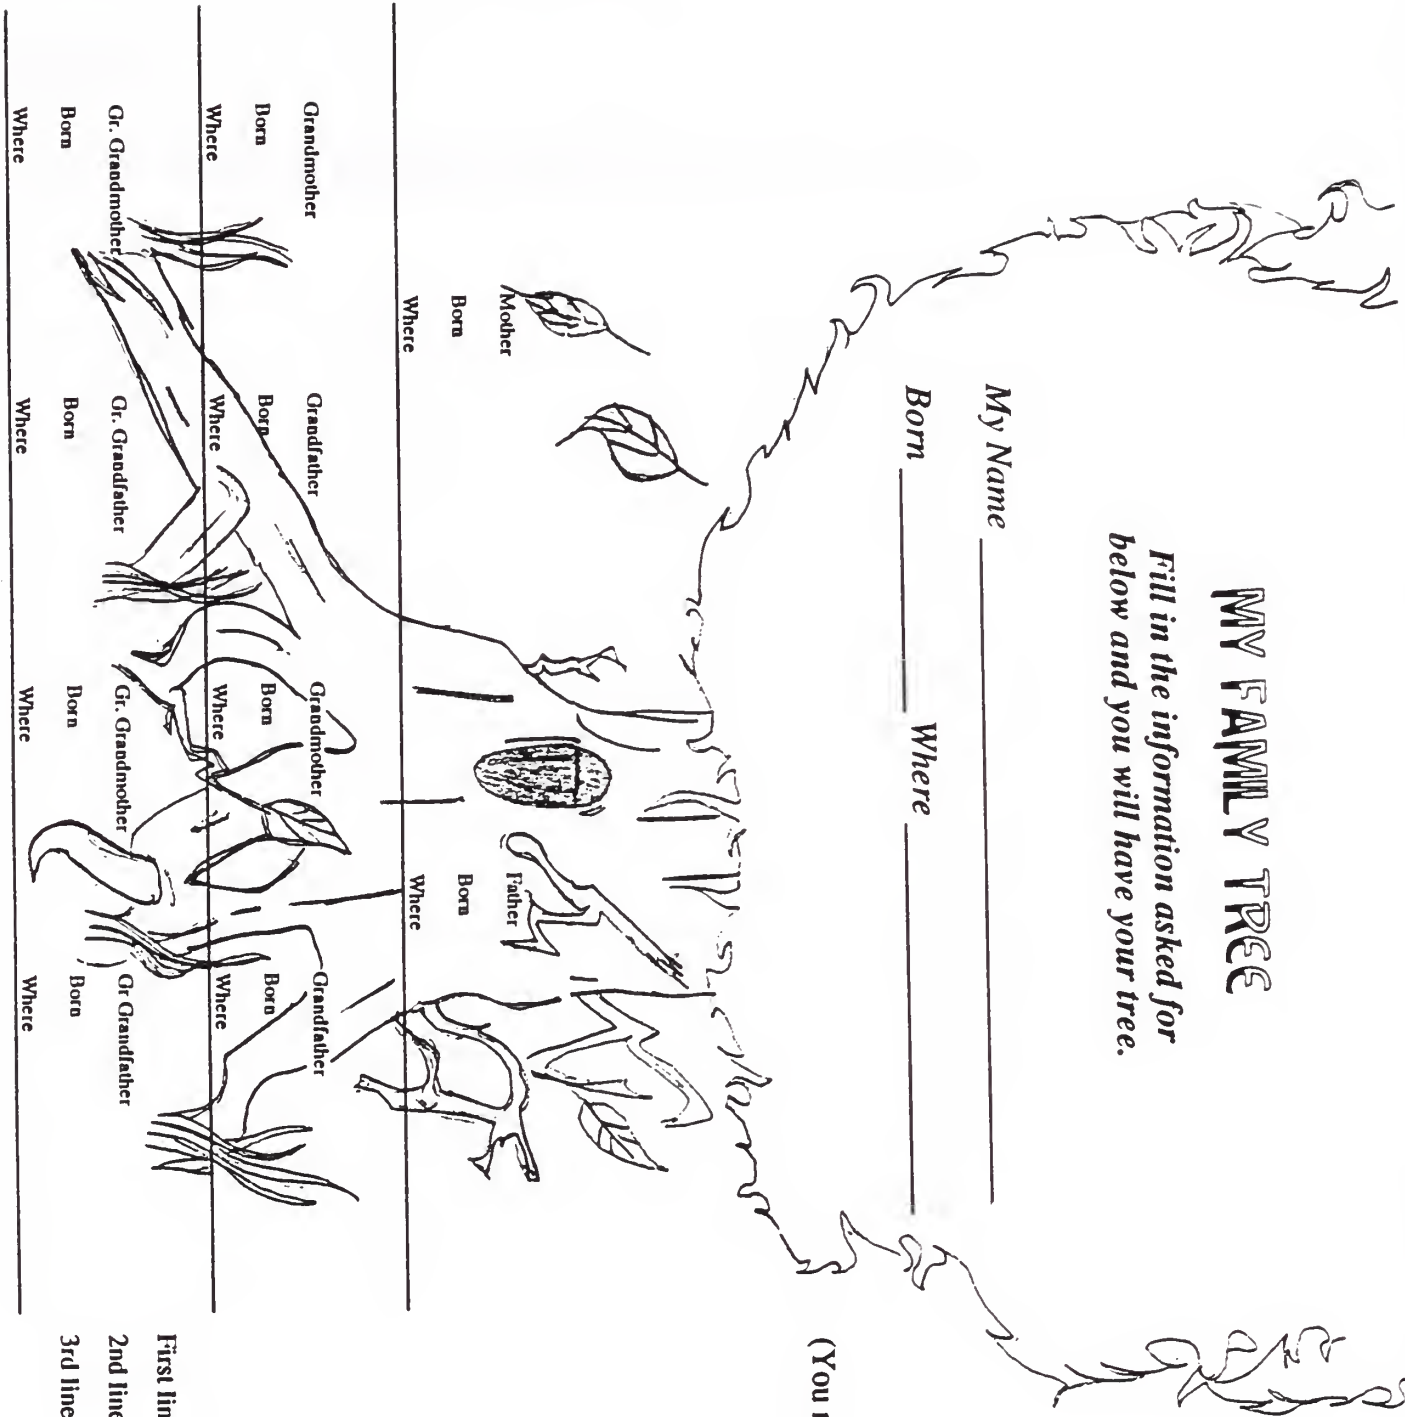 MY FAMILY TREE
Fill in the information asked for
below and you will have your tree.
My Name
Born Where
(You
Mother Father
Born Born
Where Where
Grandmother Grandfather Grandmother Grandfather
Born Born Born Born
Where Where Where Where
First
Gr. Grandmother Gr. Grandfather Gr. Grandmother Gr Grandfather
2nd line
Born Born Born Born
3rd line
Where Where Where Where